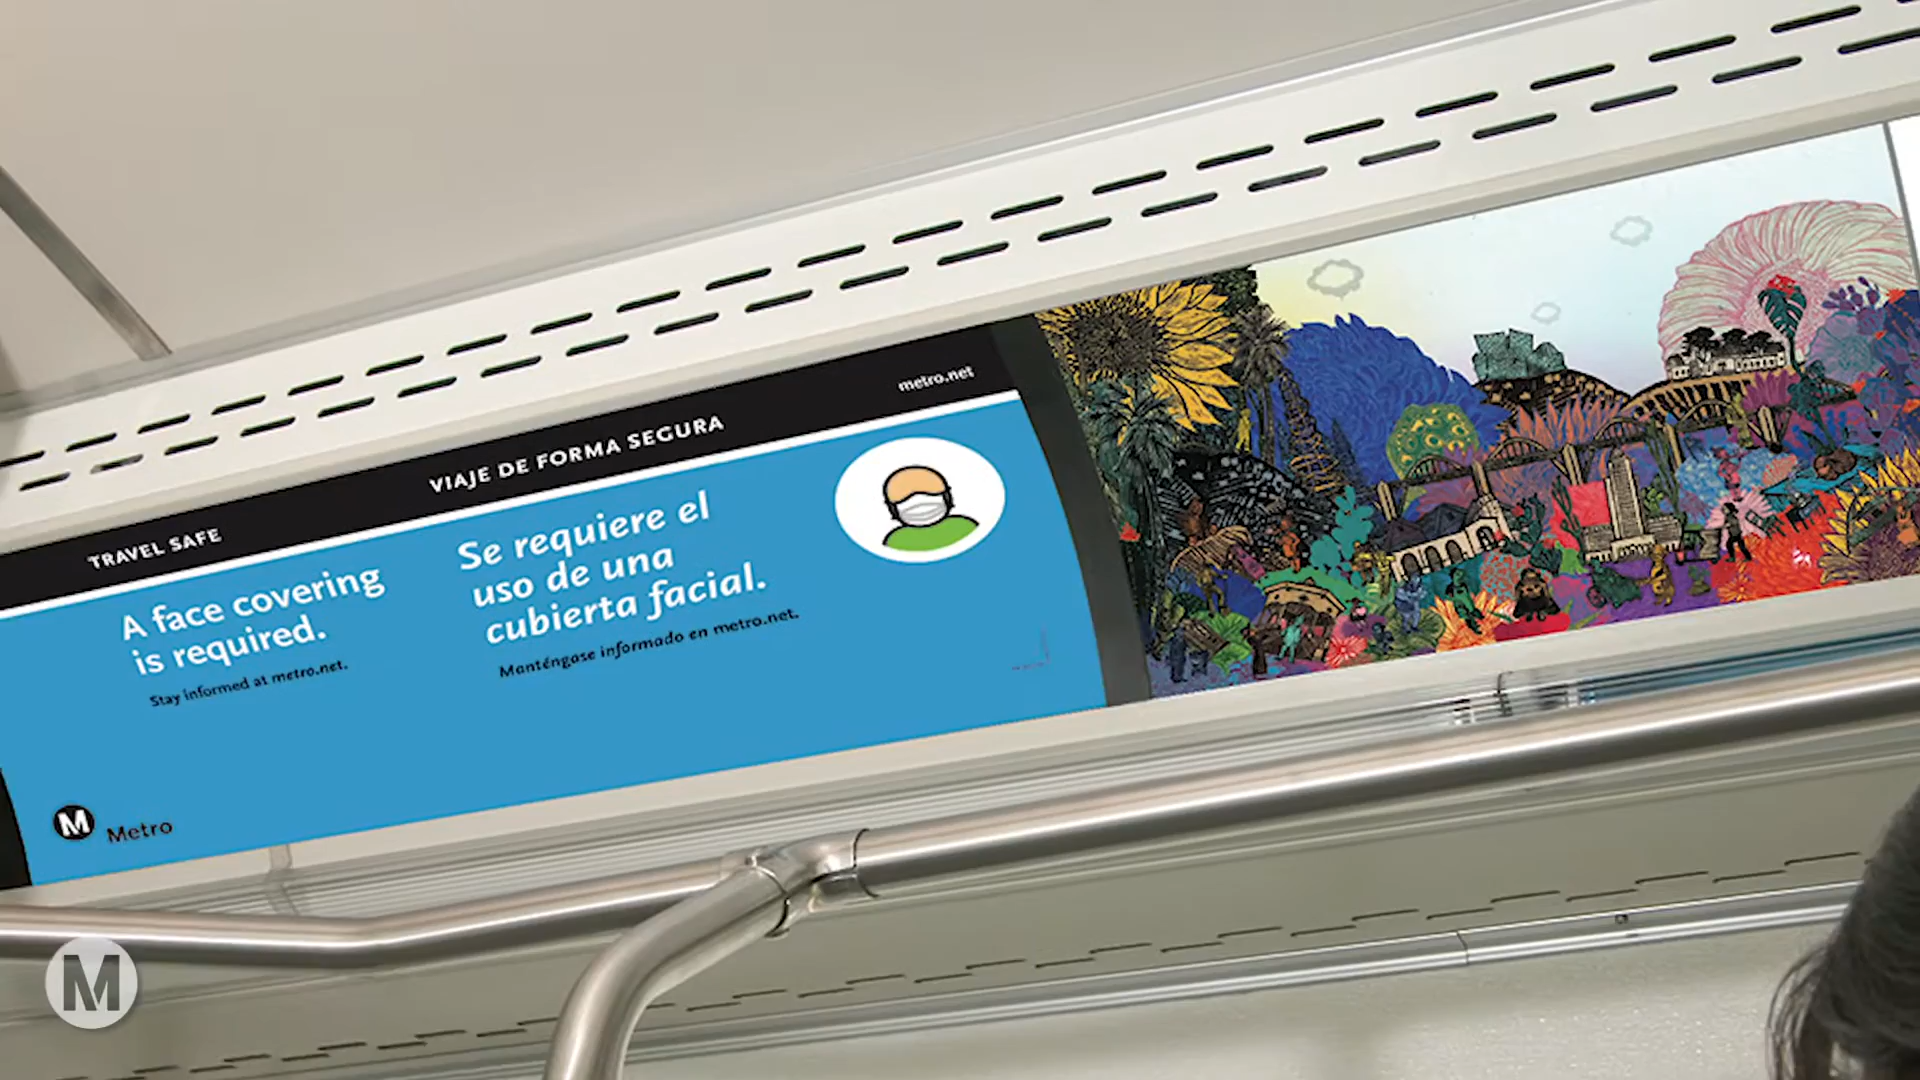 TRAVEL SAFE
VIAJE DE FORMA SEGURA
metro.net
A face covering
is required.
Stay informed at metro.net.
Se requiere el
uso de una
cubierta facial.
Manténgase informado en metro.net.
M Metro
M